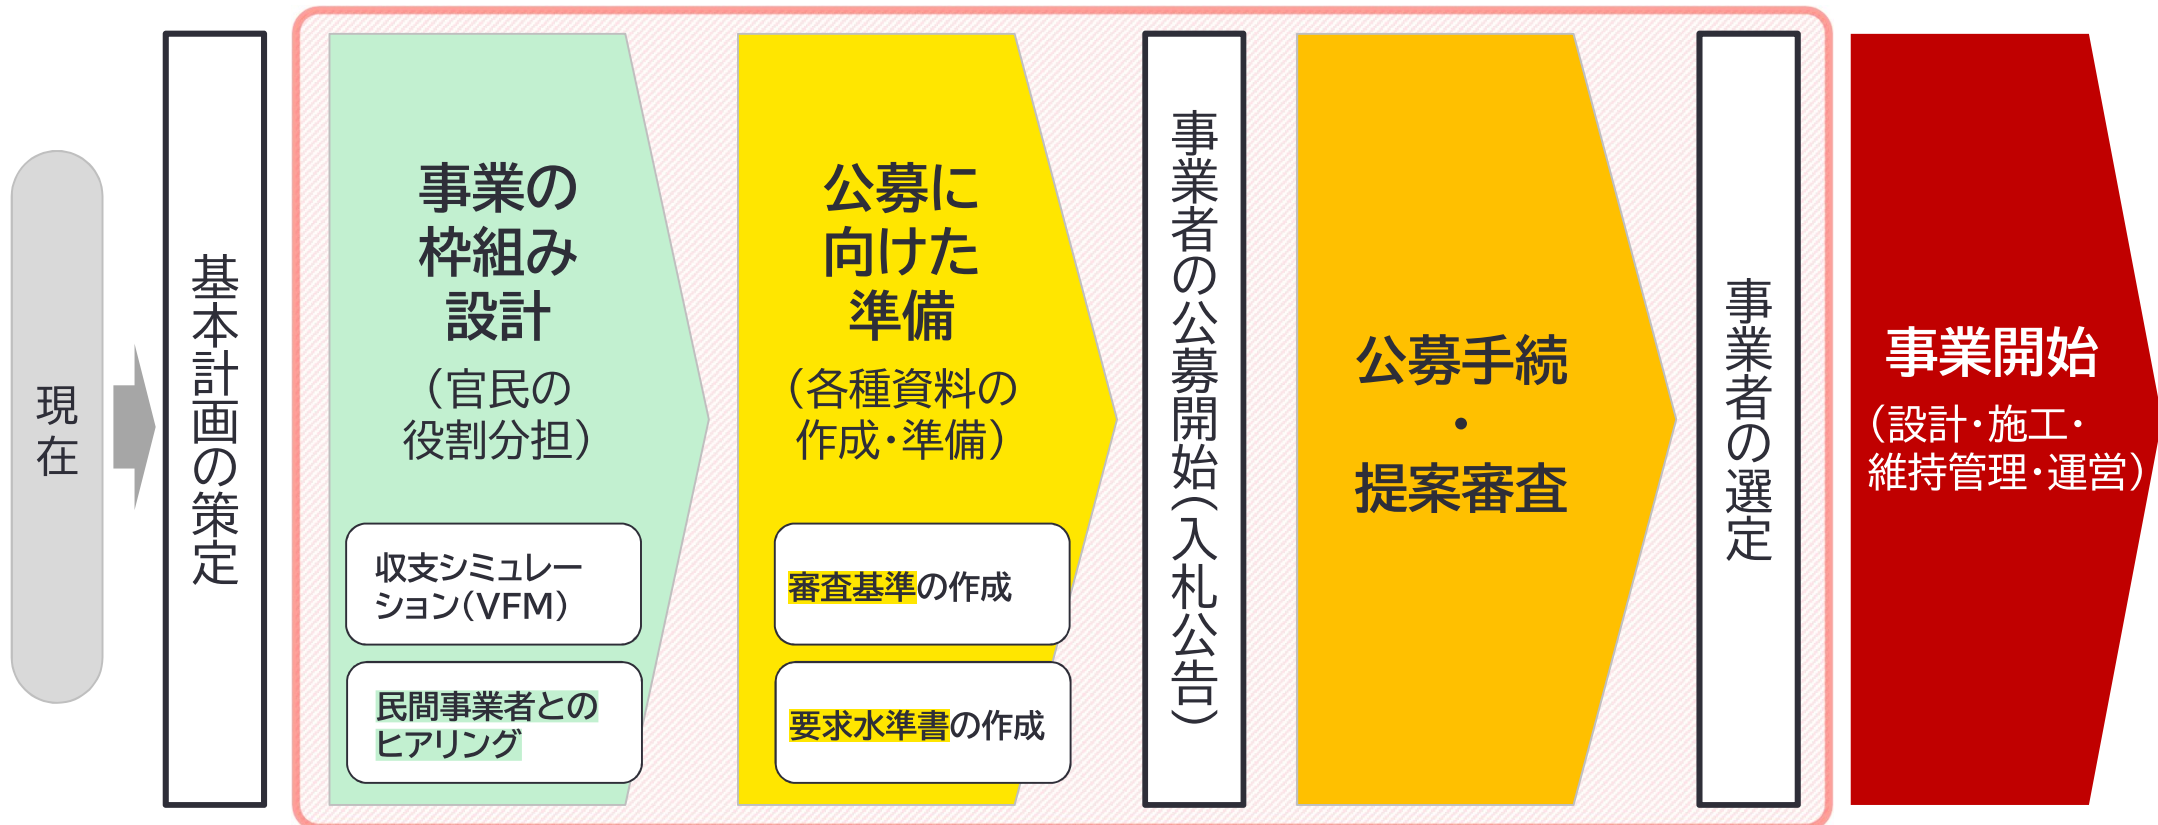 現在
基本計画の策定
事業の
枠組み
設計
（官民の
役割分担）
収支シミュレー
ション（VFM）
民間事業者との
ヒアリング
公募に
向けた
準備
（各種資料の
作成・準備）
審査基準の作成
要求水準書の作成
事業者の公募開始（入札公告）
公募手続
・
提案審査
事業者の選定
事業開始
（設計・施工・
維持管理・運営）